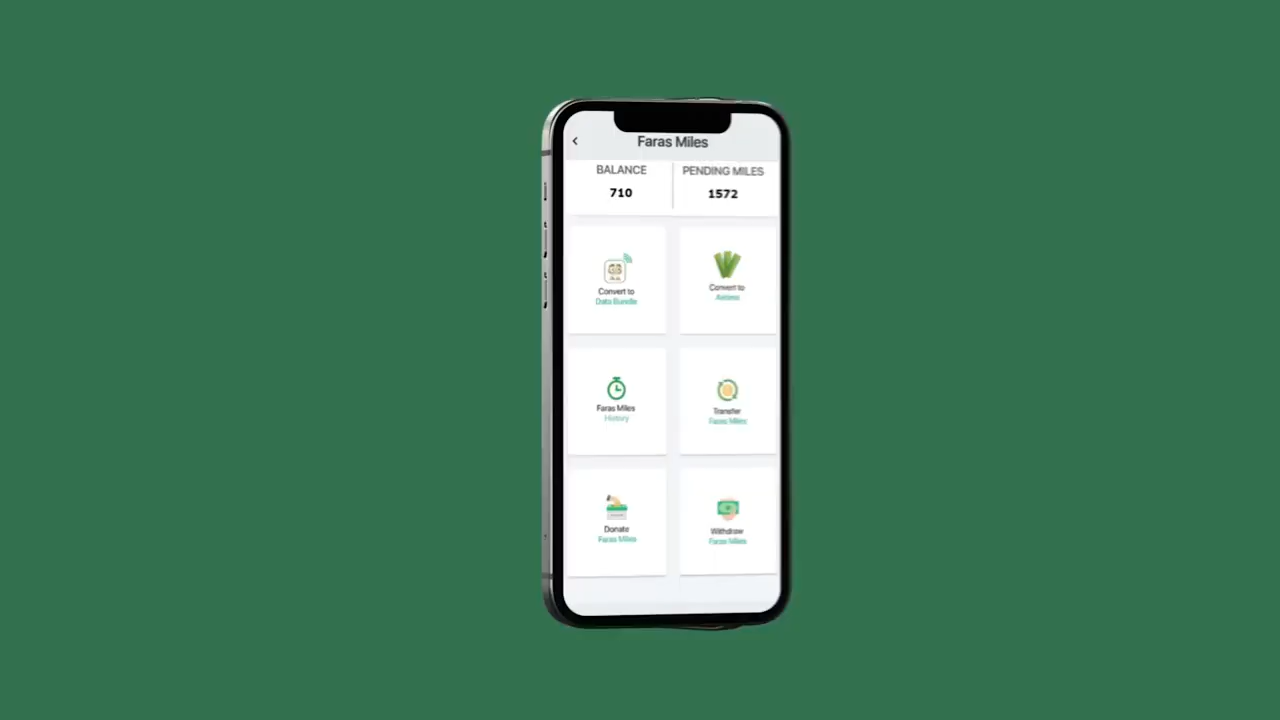 Faras Miles
BALANCE
PENDING MILES
710
1572
Convert to
Data Bundle
Convert to
Airtime
Faras Miles
History
Transfer
Faras Miles
Donate
Faras Miles
Withdraw
Faras Miles